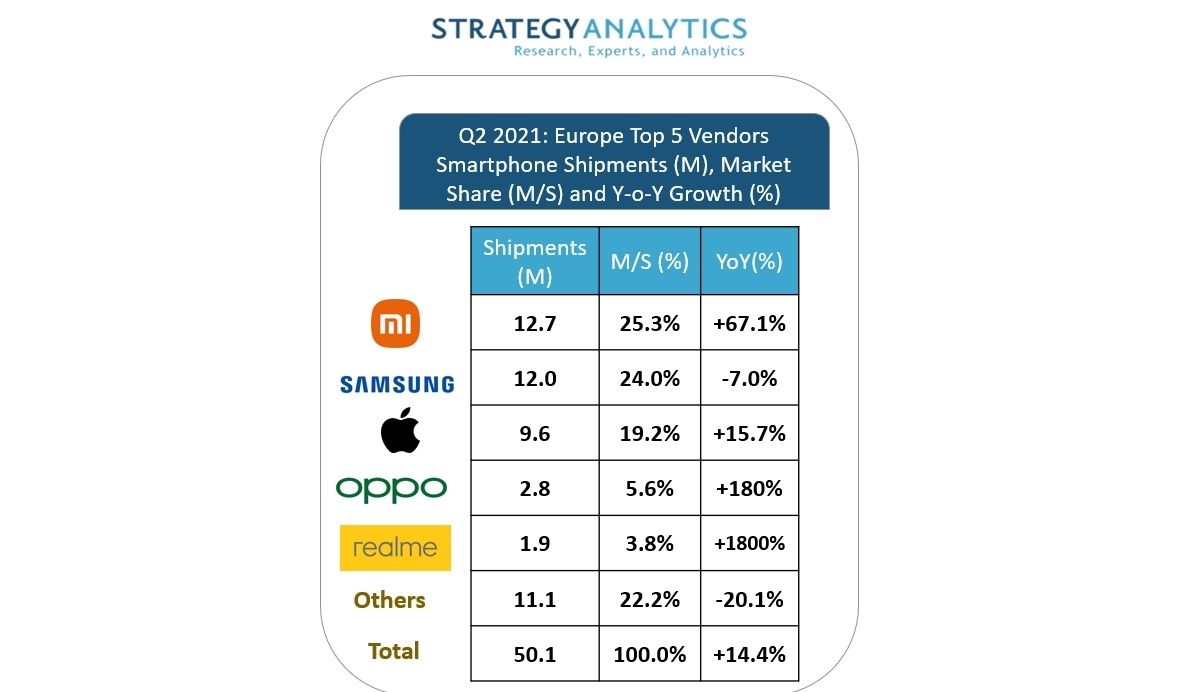 STRATEGYANALYTICS
Research, Experts, and Analytics
Q2 2021: Europe Top 5 Vendors
Smartphone Shipments (M), Market
Share (M/S) and Y-o-Y Growth (%)
Shipments (M) M/S (%) YoY(%)
mi 12.7 25.3% +67.1%
SAMSUNG 12.0 24.0% -7.0%
9.6 19.2% +15.7%
oppo 2.8 5.6% +180%
realme 1.9 3.8% +1800%
Others 11.1 22.2% -20.1%
Total 50.1 100.0% +14.4%